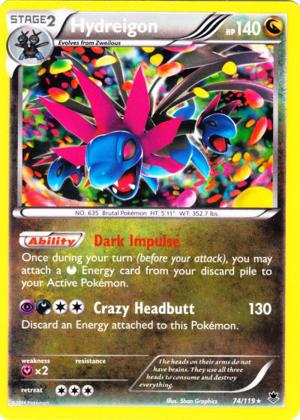 STAGE2
Hydreigon
HP 140
Evolves from Zweilous
NO. 635 Brutal Pokémon HT: 5'11" WT: 352.7 lbs.
Ability Dark Impulse
Once during your turn (before your attack), you may
attach a Energy card from your discard pile to
your Active Pokémon.
Crazy Headbutt 130
Discard an Energy attached to this Pokémon.
weakness resistance
×2
retreat
The heads on their arms do not
have brains. They use all three
heads to consume and destroy
everything.
©2014 Pokémon
Illus. Shin Nagasawa
74/119